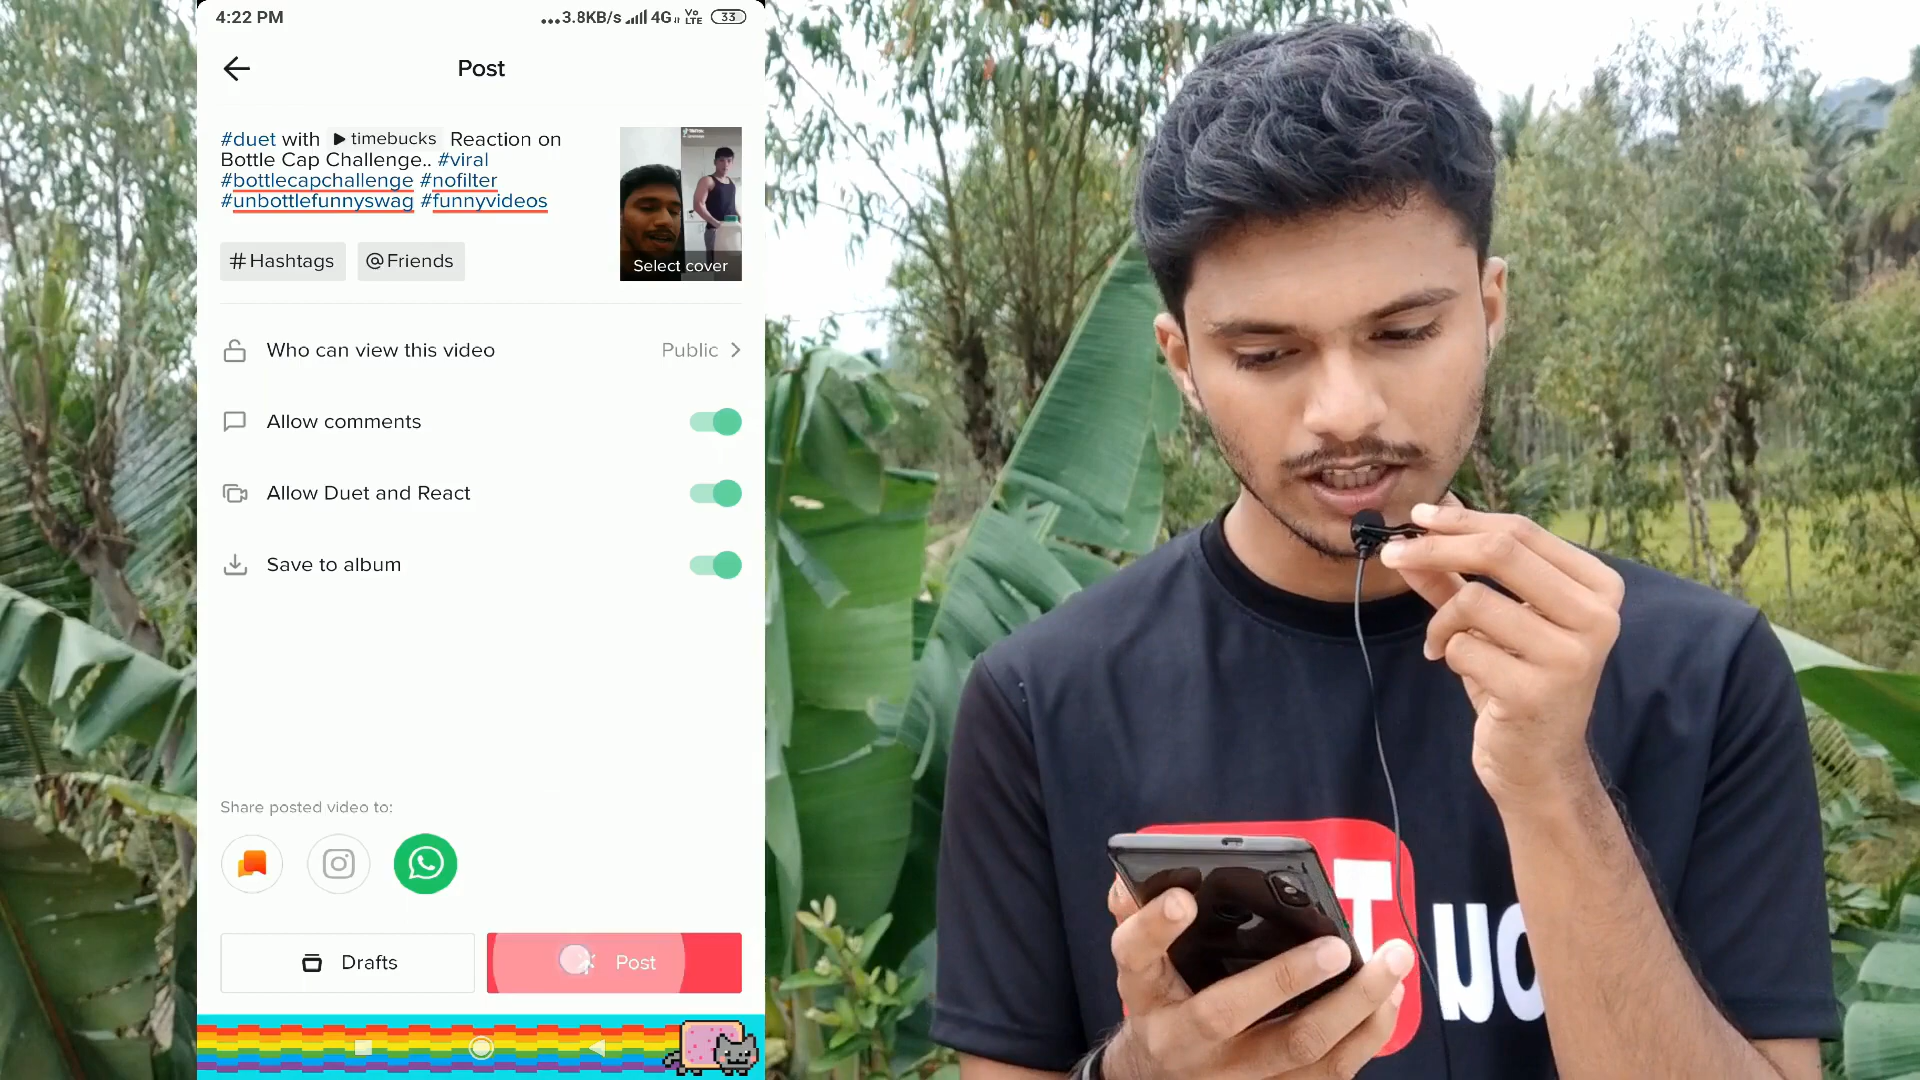 4:22 PM
...3.8KB/s 4G Vo LTE 33
Post
#duet with timebucks Reaction on
Bottle Cap Challenge.. #viral
#bottlecapchallenge #nofilter
#unbottlefunnyswag #funnyvideos
Select cover
#Hashtags @Friends
Who can view this video Public
Allow comments
Allow Duet and React
Save to album
Share posted video to:
Drafts
Post